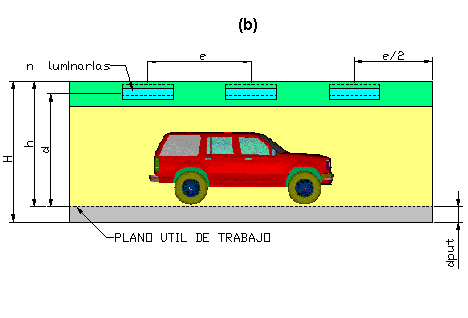 (b)
n luminarias
e
e/2
H
h
d
PLANO UTIL DE TRABAJO
dput